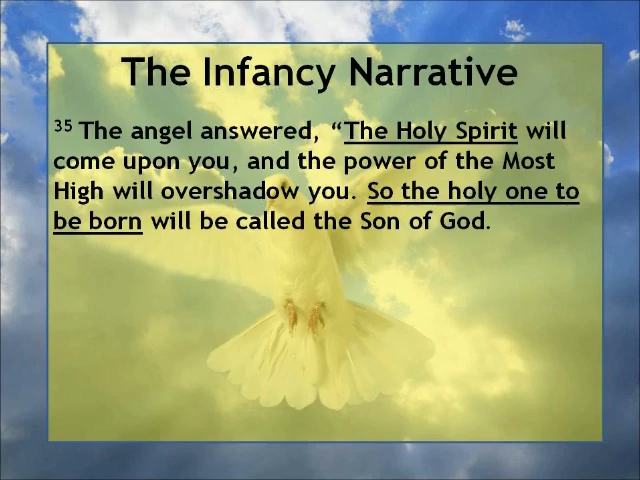 The Infancy Narrative
35 The angel answered, “The Holy Spirit will
come upon you, and the power of the Most
High will overshadow you. So the holy one to
be born will be called the Son of God.